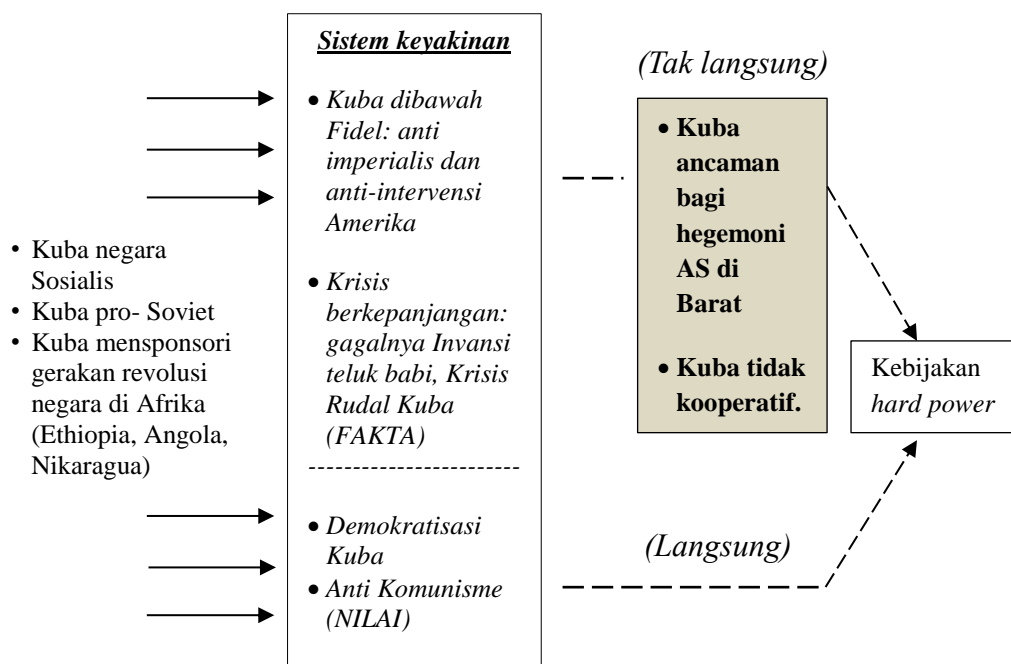 • Kuba negara
Sosialis
• Kuba pro- Soviet
• Kuba mensponsori
gerakan revolusi
negara di Afrika
(Ethiopia, Angola,
Nikaragua)
Sistem keyakinan
• Kuba dibawah
Fidel: anti
imperialis dan
anti-intervensi
Amerika
• Krisis
berkepanjangan:
gagalnya Invansi
teluk babi, Krisis
Rudal Kuba
(FAKTA)
• Demokratisasi
Kuba
• Anti Komunisme
(NILAI)
(Tak langsung)
• Kuba
ancaman
bagi
hegemoni
AS di
Barat
• Kuba tidak
kooperatif.
(Langsung)
Kebijakan
hard power